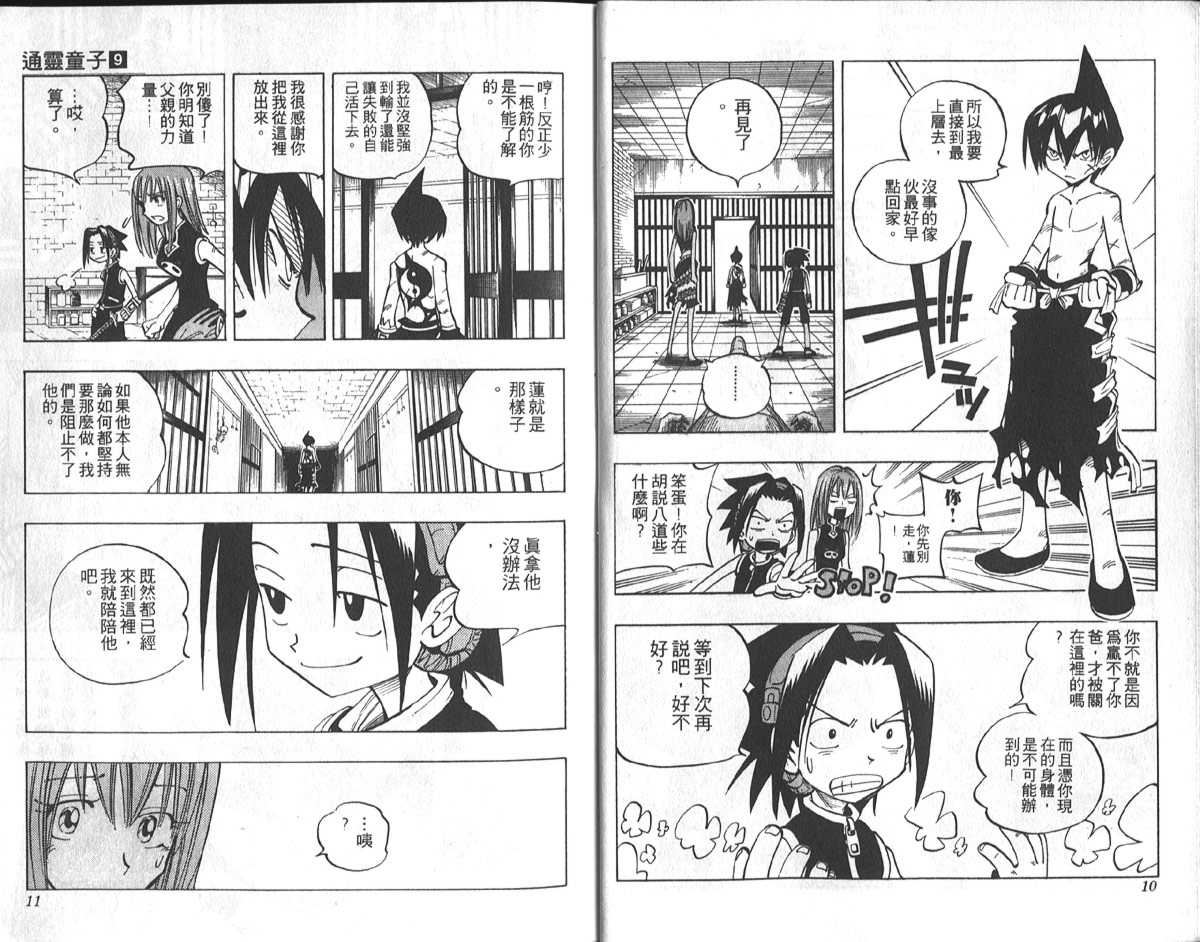 所以我要
直接到最
上層去，
沒事的傢
伙最好早
點回家。
再見了
。
………
你！
你先別
走，蓮
！
笨蛋！你在
胡說八道些
什麼啊？
STOP!
你不就是因
為贏不了你
爸，才被關
在這裡的嗎
？
而且憑你現
在的身體，
是不可能辦
到的！
等到下次再
說吧，好不
好？
10
通靈童子9
哼！反正少
一根筋的你
是不能了解
的。
我並沒堅強
到輸了還能
讓失敗的自
己活下去。
我很感謝你
把我從這裡
放出來。
別傻了！
你明知道
父親的力
量…
…哎，
算了。
蓮就是
那樣子
。
如果他本人無
論如何都堅持
要那麼做，我
們是阻止不了
他的。
眞拿他
沒辦法
，
既然都已經
來到這裡，
我就陪陪他
吧。
…咦
？
11